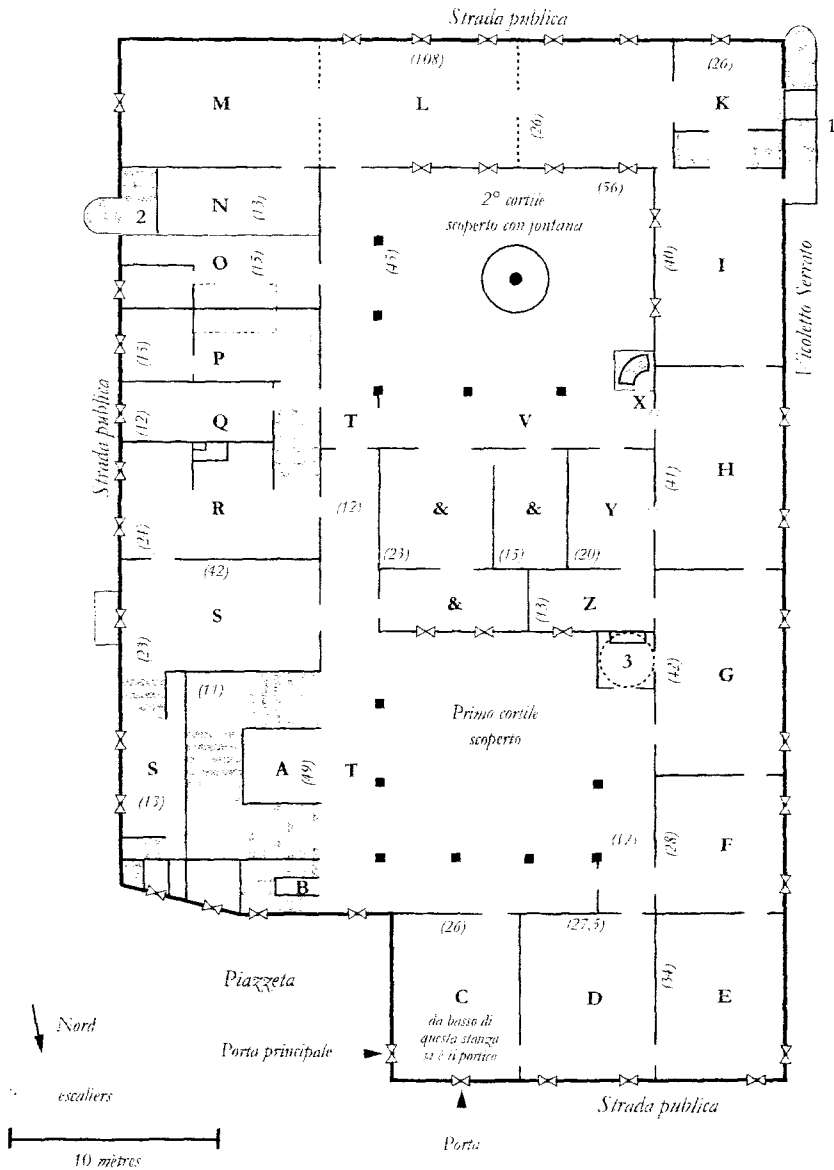 Strada publica
(108)
(26)
M
L
K
(26)
1
(56)
2
N
(13)
2° cortile
scoperto con fontana
O
(15)
(45)
(40)
I
Vicoletto Serrato
P
(15)
X
Strada publica
(12)
Q
T
V
R
(12)
&
&
Y
(41)
H
(21)
(42)
(23)
(15)
(20)
S
&
(13)
Z
(23)
(11)
3
(42)
G
Primo cortile
scoperto
S
A
(49)
T
(13)
(12)
(28)
F
B
(26)
(27,5)
Piazzeta
C
D
(34)
E
da basso di
questa stanza
si è il portico
Nord
Porta principale
escaliers
Strada publica
Porta
10 mètres